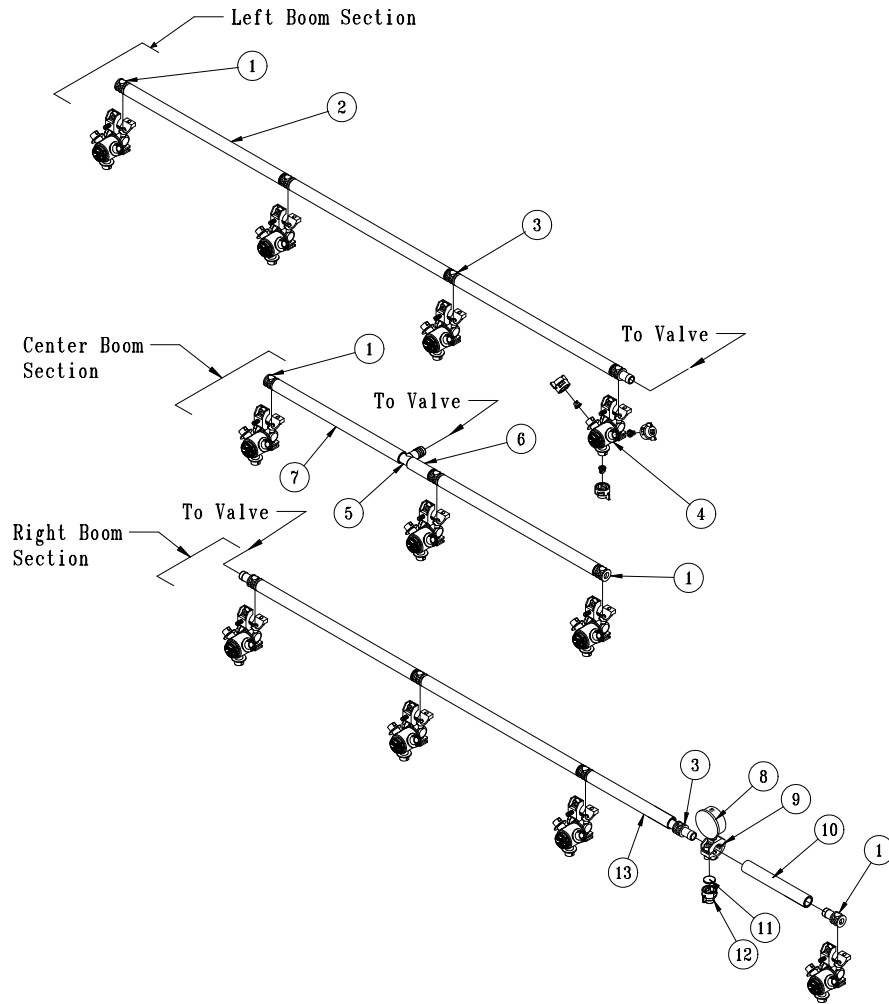 Left Boom Section
1
2
3
To Valve
Center Boom
Section
1
To Valve
6
7
5
4
Right Boom
Section
To Valve
1
3
8
9
10
13
1
11
12